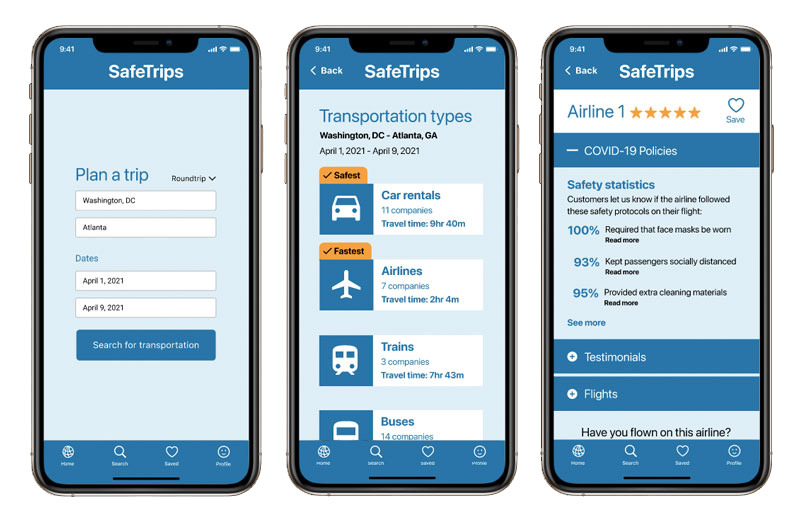 9:41
SafeTrips
Plan a trip
Roundtrip
Washington, DC
Atlanta
Dates
April 1, 2021
April 9, 2021
Search for transportation
Home
Search
Saved
Profile
9:41
Back
SafeTrips
Transportation types
Washington, DC - Atlanta, GA
April 1, 2021 - April 9, 2021
Safest
Car rentals
11 companies
Travel time: 9hr 40m
Fastest
Airlines
7 companies
Travel time: 2hr 4m
Trains
3 companies
Travel time: 7hr 43m
Buses
14 companies
Home
Search
Saved
Profile
9:41
Back
SafeTrips
Airline 1
Save
COVID-19 Policies
Safety statistics
Customers let us know if the airline followed
these safety protocols on their flight:
100% Required that face masks be worn
Read more
93% Kept passengers socially distanced
Read more
95% Provided extra cleaning materials
Read more
See more
Testimonials
Flights
Have you flown on this airline?
Home
Search
Saved
Profile